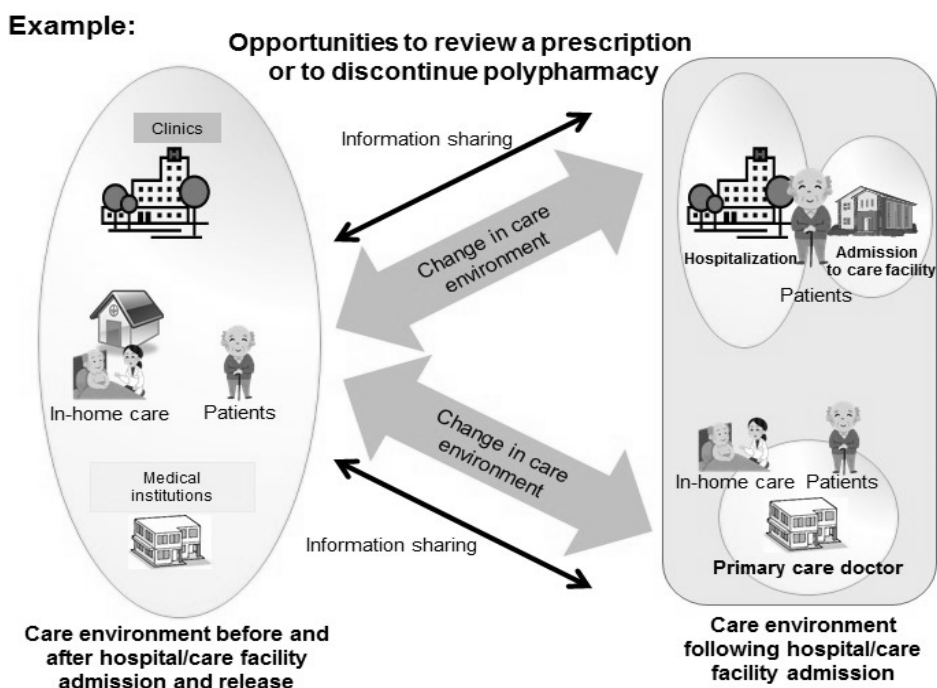 Example:
Opportunities to review a prescription
or to discontinue polypharmacy
Clinics
H
In-home care
Patients
Medical
institutions
Care environment before and
after hospital/care facility
admission and release
Information sharing
Change in care
environment
Change in care
environment
Information sharing
H
Hospitalization
Admission
to care facility
Patients
In-home care
Patients
Primary care doctor
Care environment
following hospital/care
facility admission